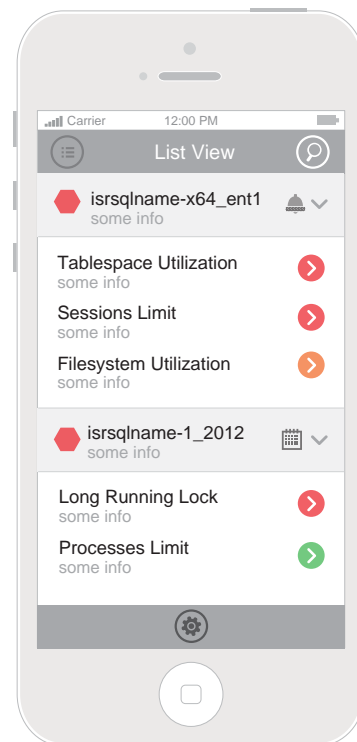 Carrier 12:00 PM
List View
isrsqlname-x64_ent1
some info
Tablespace Utilization
some info
Sessions Limit
some info
Filesystem Utilization
some info
isrsqlname-1_2012
some info
Long Running Lock
some info
Processes Limit
some info